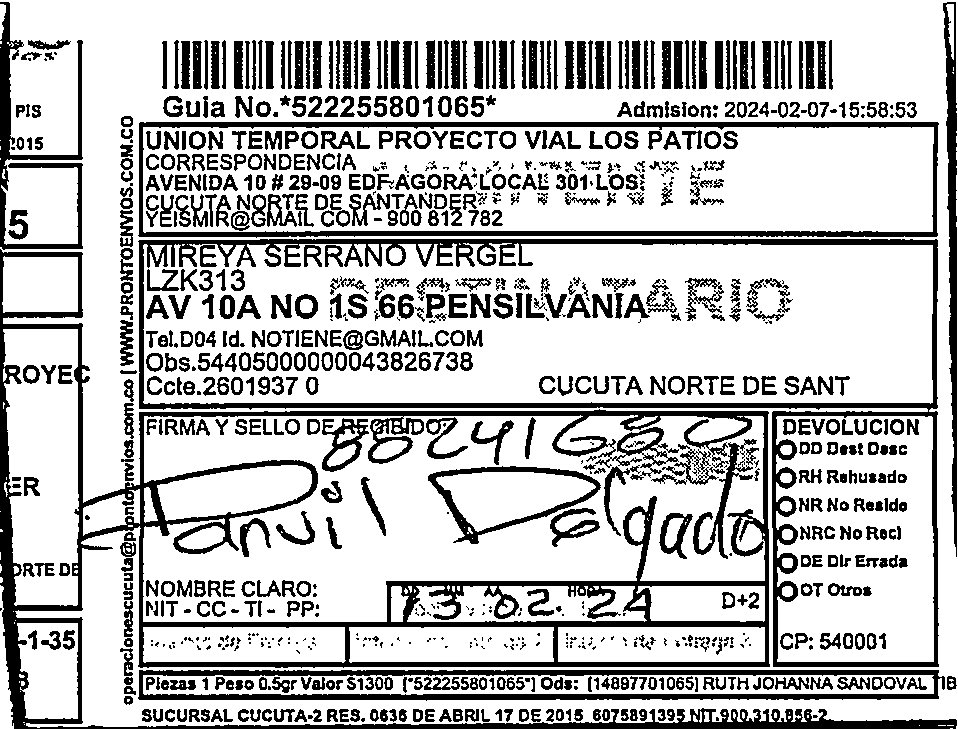 PIS
2015
5
ROYEC
ER
ORTE DE
-1-35
operacionescucuta@prontoenvios.com.co | WWW.PRONTOENVIOS.COM.CO
Guia No.*522255801065*
Admision: 2024-02-07-15:58:53
UNION TEMPORAL PROYECTO VIAL LOS PATIOS
CORRESPONDENCIA
AVENIDA 10 # 29-09 EDF AGORA LOCAL 301 LOS
CUCUTA NORTE DE SANTANDER
YEISMIR@GMAIL COM - 900 812 782
MIREYA SERRANO VERGEL
LZK313
DESTINATARIO
AV 10A NO 1S 66 PENSILVANIA
Tel.D04 Id. NOTIENE@GMAIL.COM
Obs.54405000000043826738
Ccte.2601937 0
CUCUTA NORTE DE SANT
FIRMA Y SELLO DE RECIBIDO:
88241680
Danuil Delgado
NOMBRE CLARO:
NIT - CC - TI - PP:
13 02. 24
D+2
DEVOLUCION
DD Dest Desc
RH Rehusado
NR No Reside
NRC No Recl
DE Dir Errada
OT Otros
CP: 540001
Piezas 1 Peso 0.5gr Valor $1300 [*522255801065*] Ods: [14897701065] RUTH JOHANNA SANDOVAL TIB
SUCURSAL CUCUTA-2 RES. 0636 DE ABRIL 17 DE 2015 6075891395 NIT.900.310.856-2